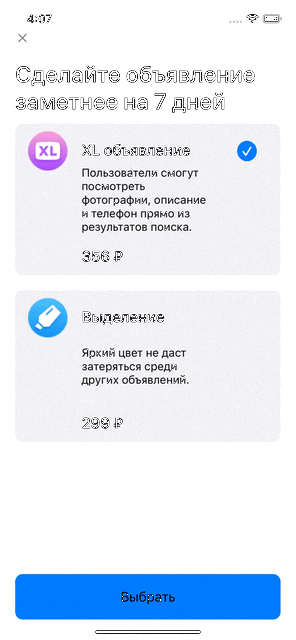 4:07
Сделайте объявление
заметнее на 7 дней
XL
XL объявление
Пользователи смогут
посмотреть
фотографии, описание
и телефон прямо из
результатов поиска.
356 ₽
Выделение
Яркий цвет не даст
затеряться среди
других объявлений.
299 ₽
Выбрать